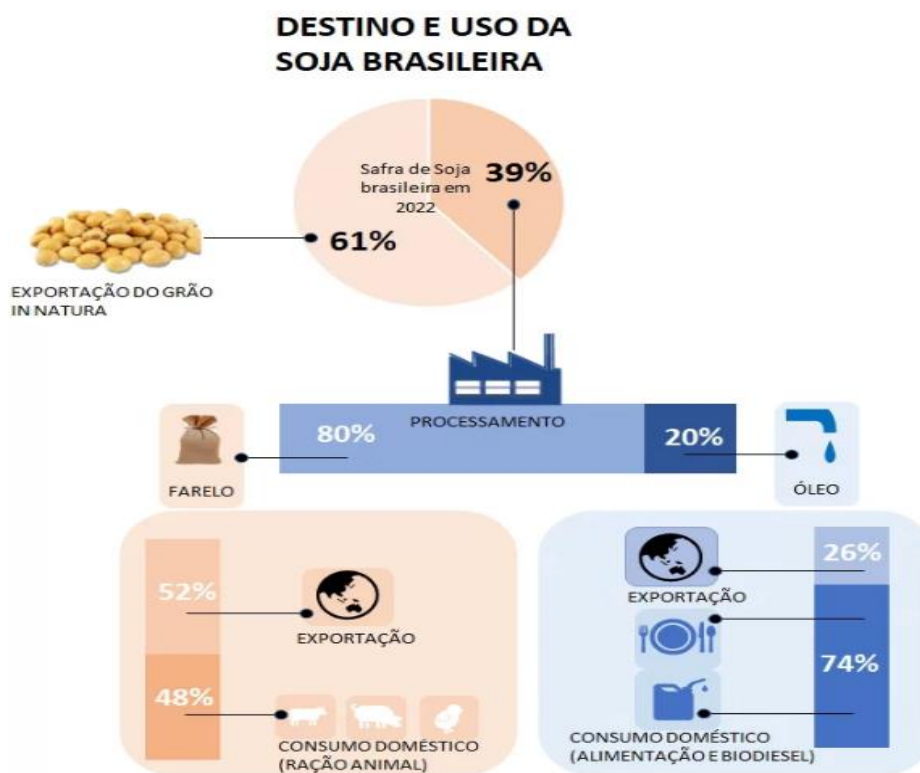 DESTINO E USO DA
SOJA BRASILEIRA
Safra de Soja
brasileira em
2022
39%
61%
EXPORTAÇÃO DO GRÃO
IN NATURA
PROCESSAMENTO
80%
20%
FARELO
ÓLEO
52%
EXPORTAÇÃO
48%
CONSUMO DOMÉSTICO
(RAÇÃO ANIMAL)
26%
EXPORTAÇÃO
74%
CONSUMO DOMÉSTICO
(ALIMENTAÇÃO E BIODIESEL)